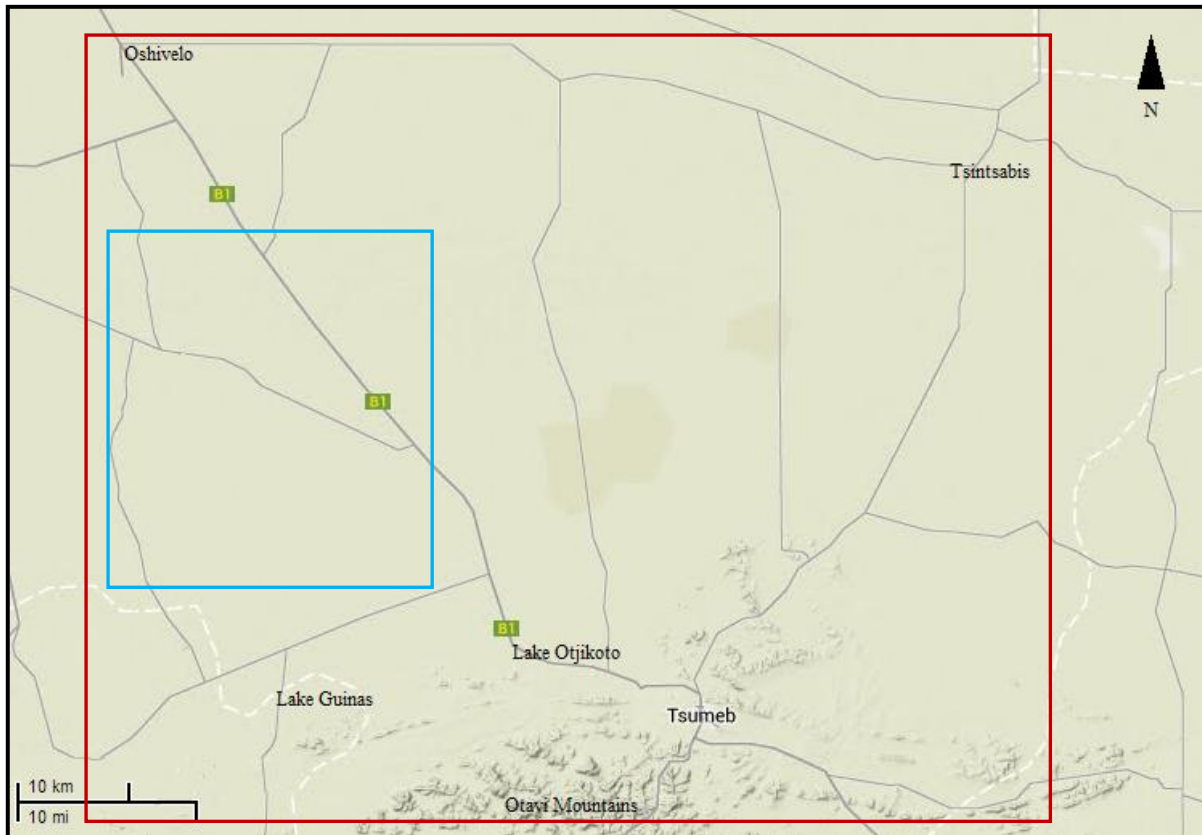 Oshivelo
N
Tsintsabis
B1
B1
B1
Lake Otjikoto
Lake Guinas
Tsumeb
10 km
10 mi
Otavi Mountains